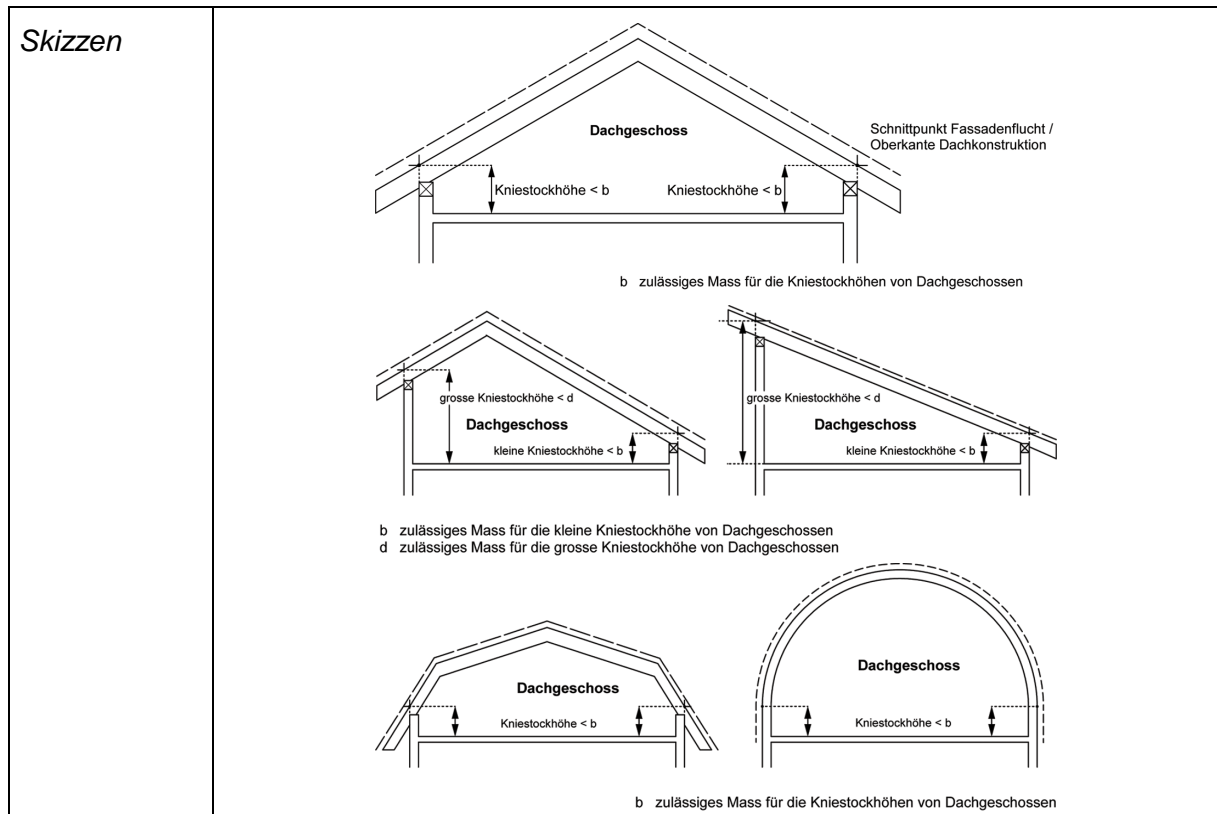 Skizzen
Dachgeschoss
Schnittpunkt Fassadenflucht /
Oberkante Dachkonstruktion
Kniestockhöhe < b
Kniestockhöhe < b
b zulässiges Mass für die Kniestockhöhen von Dachgeschossen
grosse Kniestockhöhe < d
Dachgeschoss
kleine Kniestockhöhe < b
grosse Kniestockhöhe < d
Dachgeschoss
kleine Kniestockhöhe < b
b zulässiges Mass für die kleine Kniestockhöhe von Dachgeschossen
d zulässiges Mass für die grosse Kniestockhöhe von Dachgeschossen
Dachgeschoss
Kniestockhöhe < b
Dachgeschoss
Kniestockhöhe < b
b zulässiges Mass für die Kniestockhöhen von Dachgeschossen